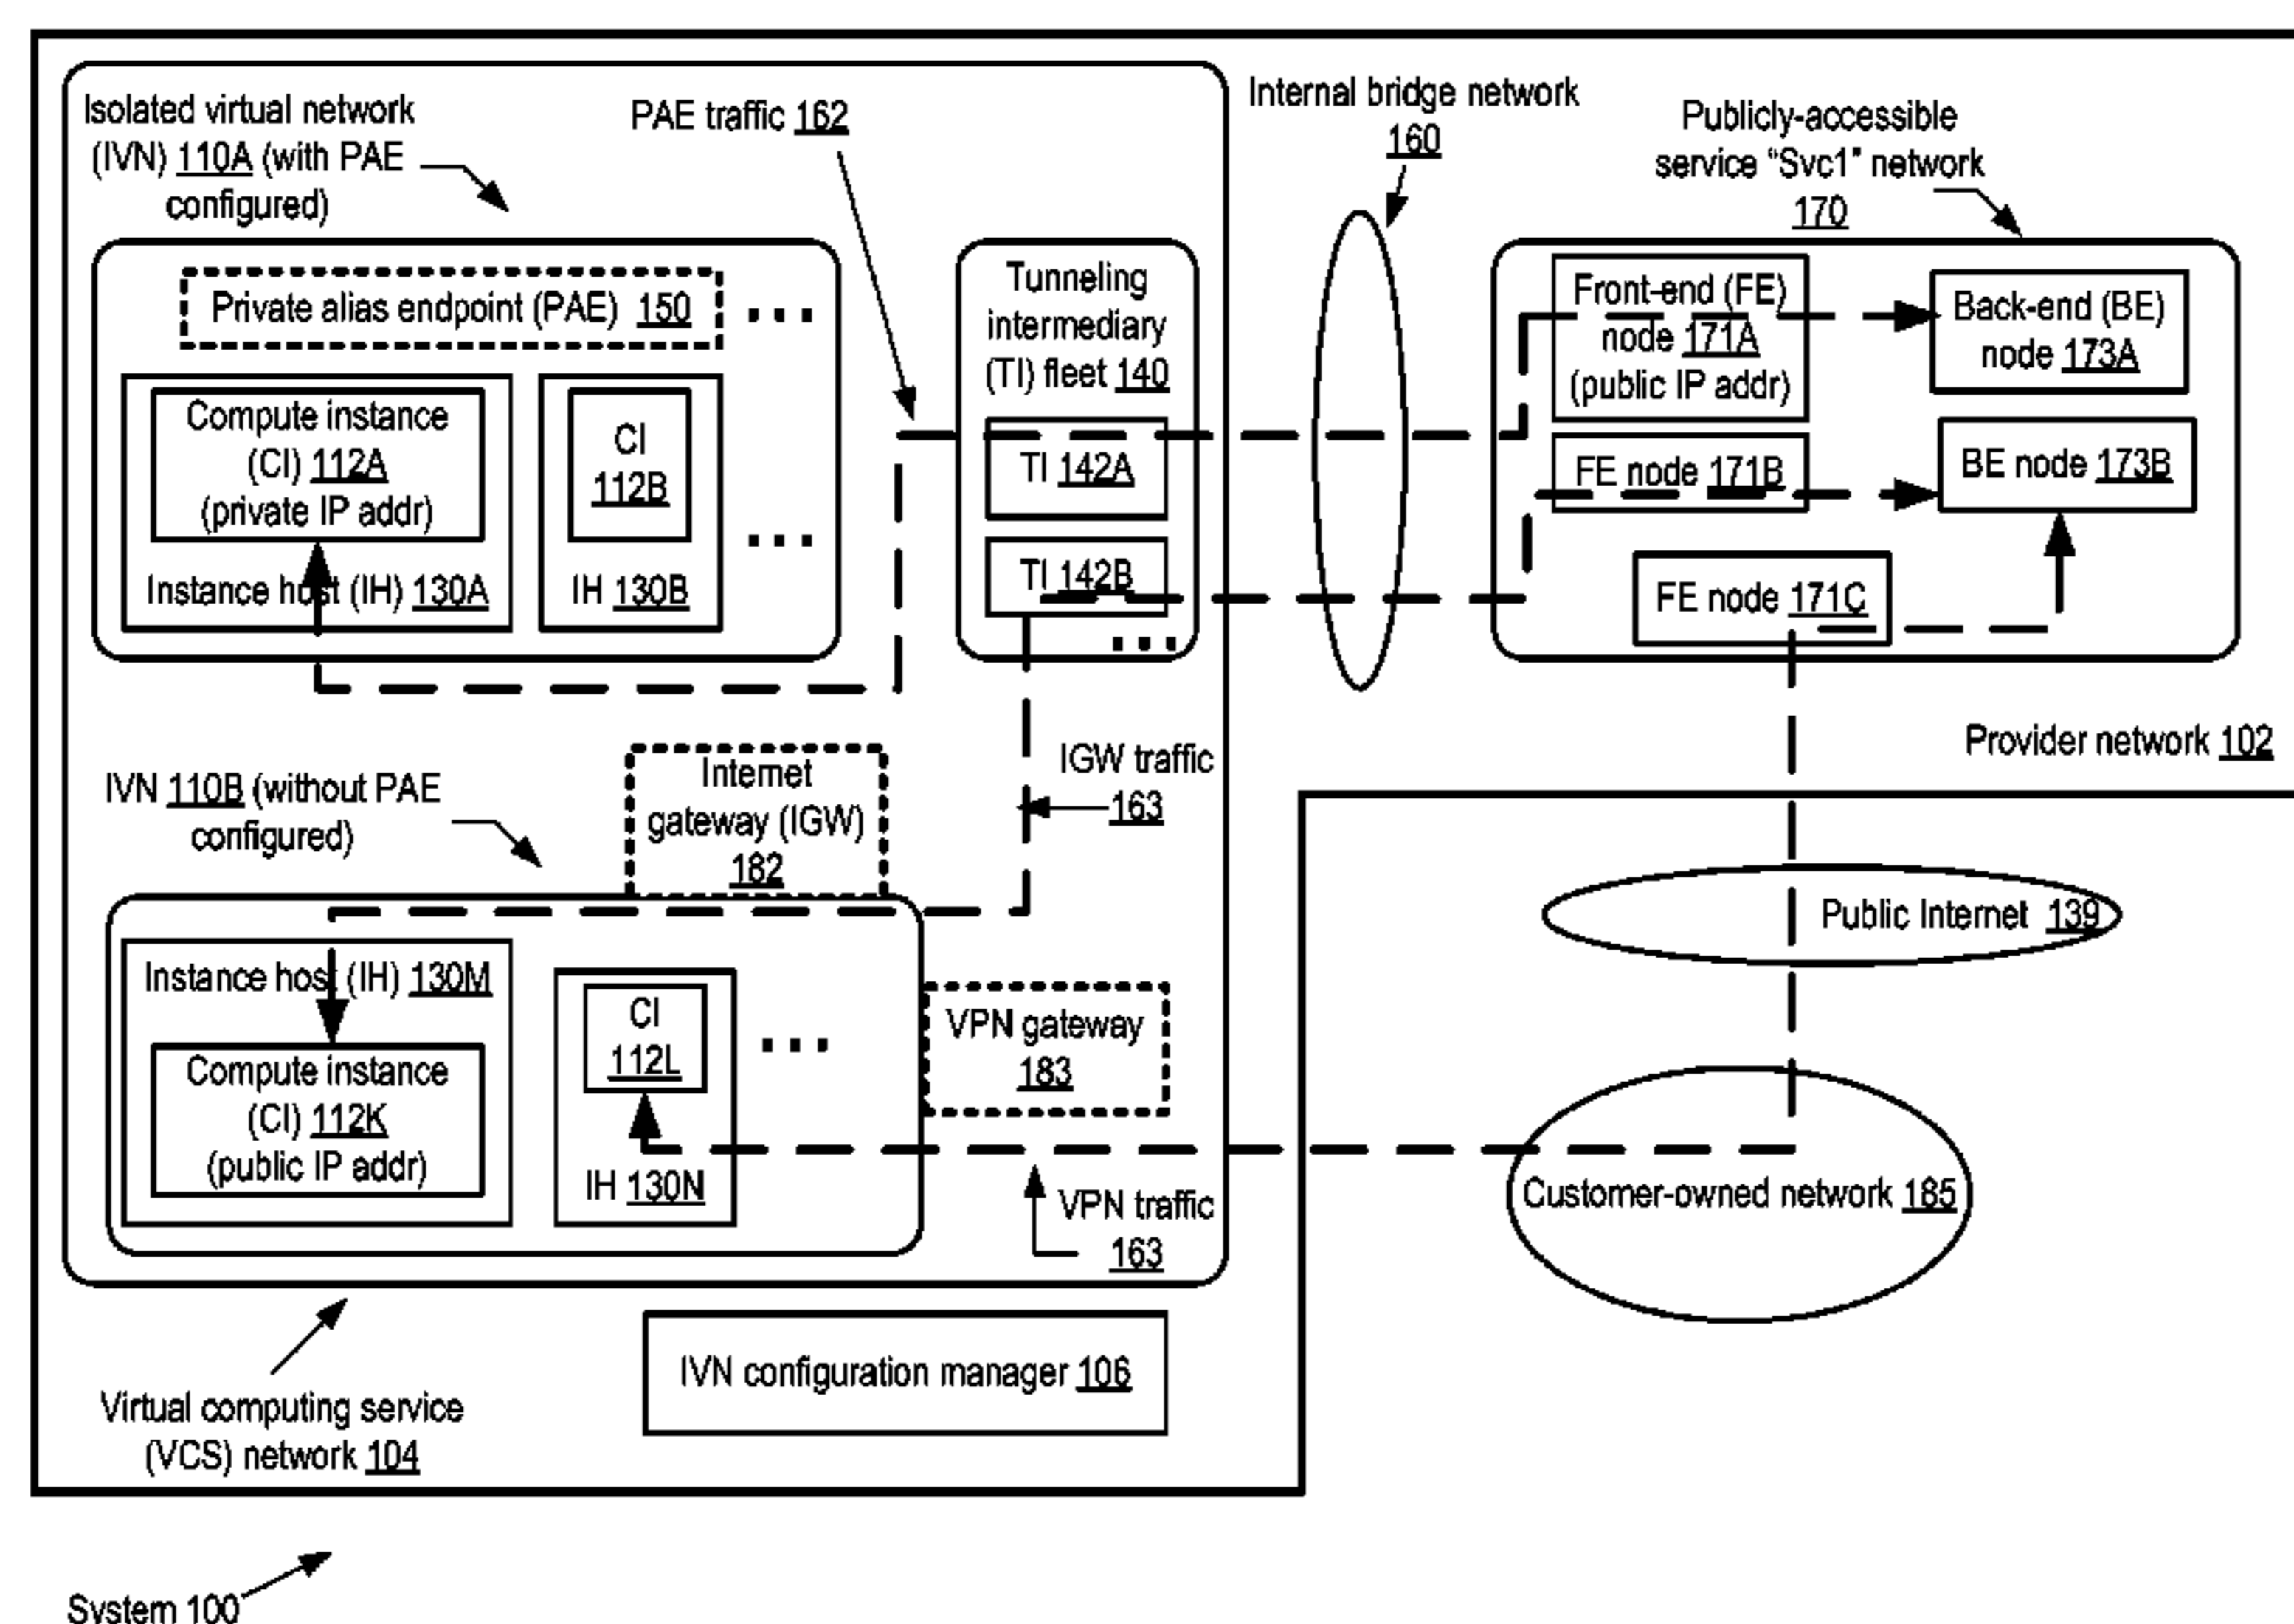 Isolated virtual network
(IVN) 110A (with PAE
configured)
PAE traffic 162
Internal bridge network
160
Publicly-accessible
service “Svc1” network
170
Private alias endpoint (PAE) 150
...
Compute instance
(CI) 112A
(private IP addr)
Instance host (IH) 130A
CI
112B
IH 130B
...
Tunneling
intermediary
(TI) fleet 140
TI 142A
TI 142B
...
Front-end (FE)
node 171A
(public IP addr)
Back-end (BE)
node 173A
FE node 171B
BE node 173B
FE node 171C
Provider network 102
IVN 110B (without PAE
configured)
Internet
gateway (IGW)
182
IGW traffic
163
Instance host (IH) 130M
Compute instance
(CI) 112K
(public IP addr)
CI
112L
IH 130N
...
VPN gateway
183
VPN traffic
163
Public Internet 139
Customer-owned network 185
IVN configuration manager 106
Virtual computing service
(VCS) network 104
System 100